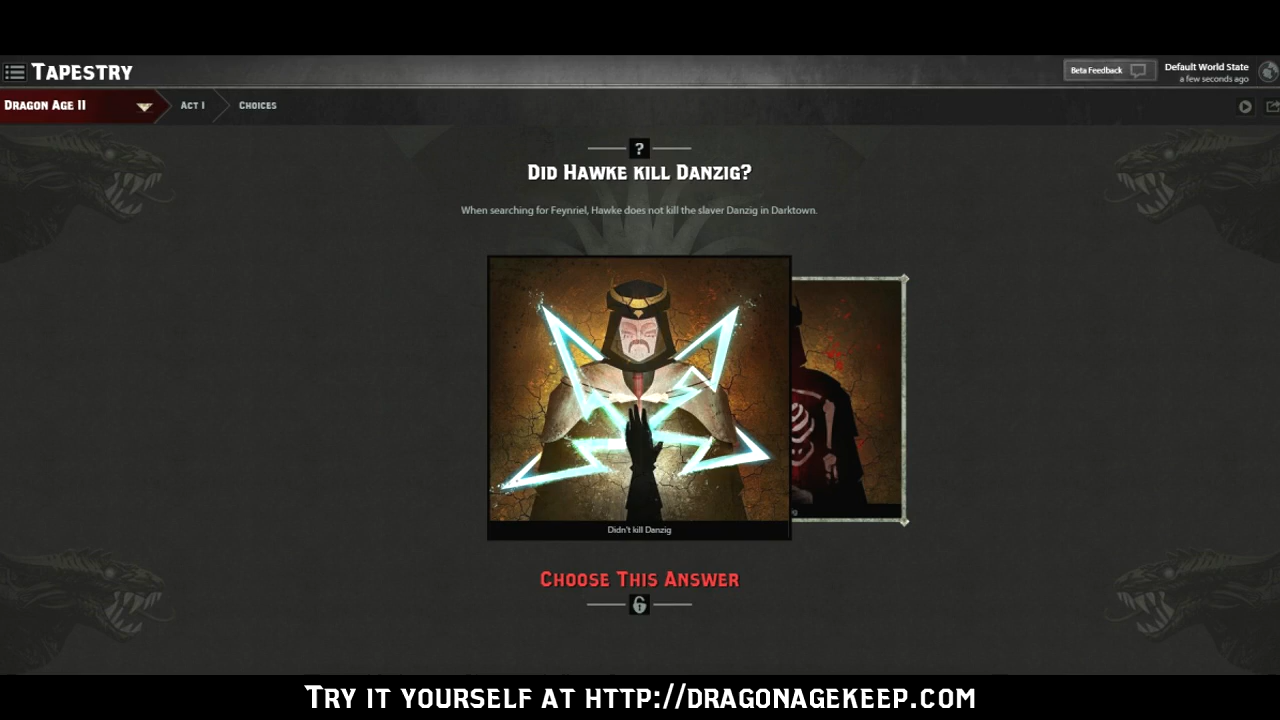 Tapestry
Beta Feedback
Default World State
a few seconds ago
Dragon Age II
Act I
Choices
?
Did Hawke kill Danzig?
When searching for Feynriel, Hawke does not kill the slaver Danzig in Darktown.
Didn't kill Danzig
Choose This Answer
Try it yourself at http://dragonagekeep.com